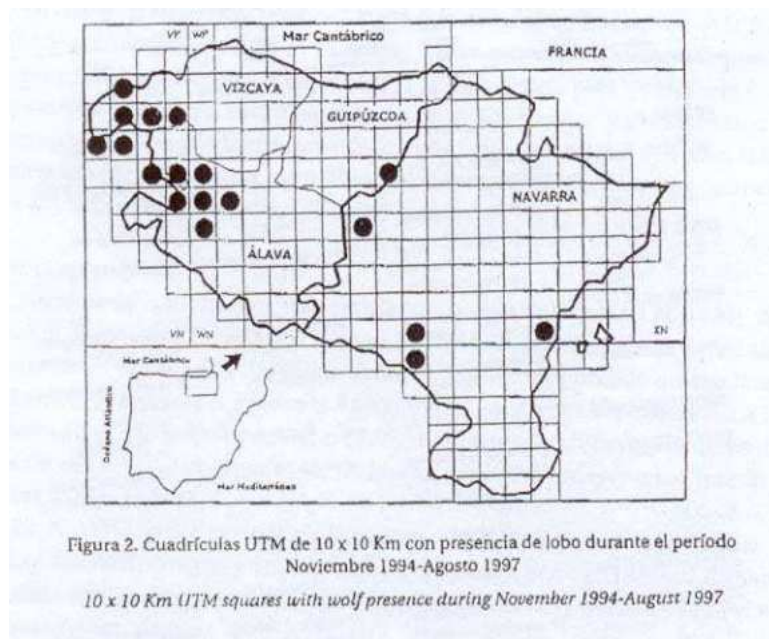 VP WP Mar Cantábrico
FRANCIA
VIZCAYA
GUIPÚZCOA
NAVARRA
ÁLAVA
VN WN
XN
Mar Cantábrico
Océano Atlántico
Mar Mediterráneo
Figura 2. Cuadrículas UTM de 10 x 10 Km con presencia de lobo durante el período
Noviembre 1994-Agosto 1997
10 x 10 Km UTM squares with wolf presence during November 1994-August 1997